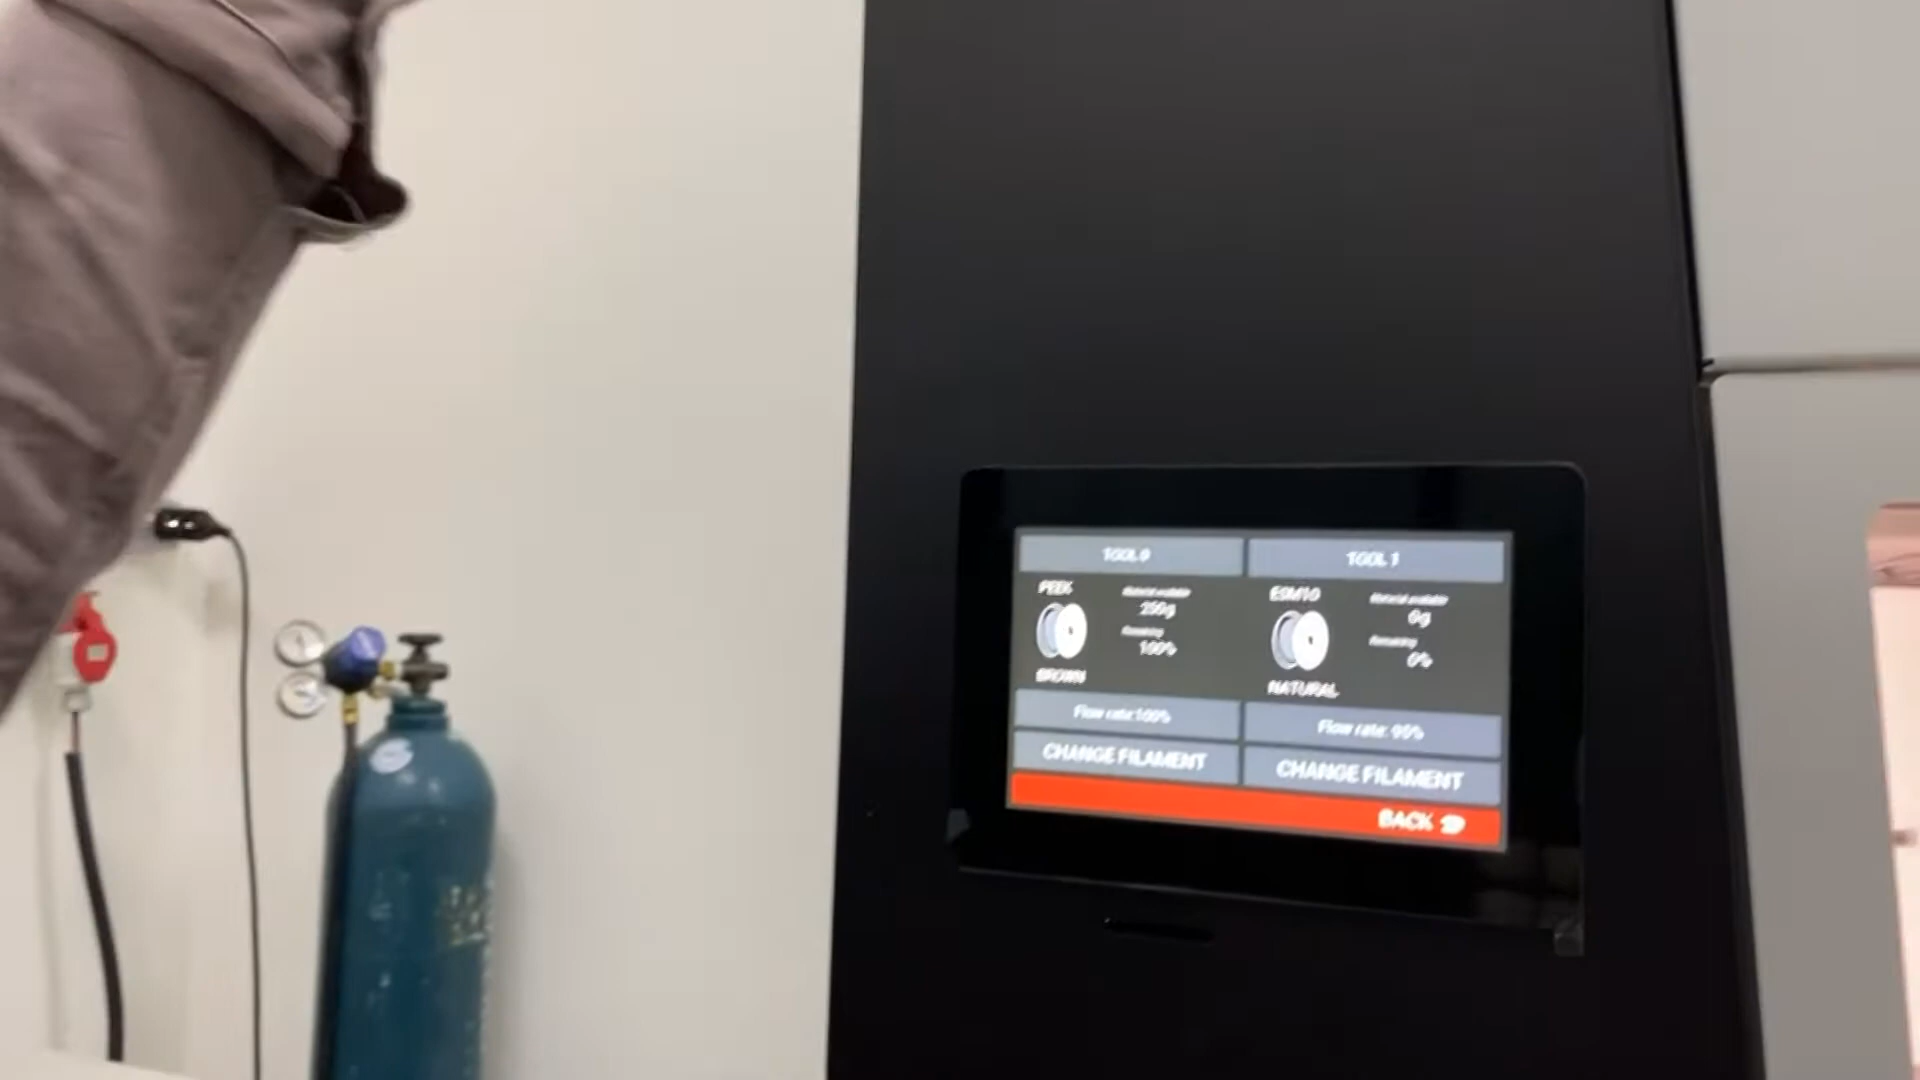 TOOL 0
TOOL 1
PEEK
Material available
250g
Remaining
100%
BROWN
ESM10
Material available
0g
Remaining
0%
NATURAL
Flow rate:100%
Flow rate: 95%
CHANGE FILAMENT
CHANGE FILAMENT
BACK